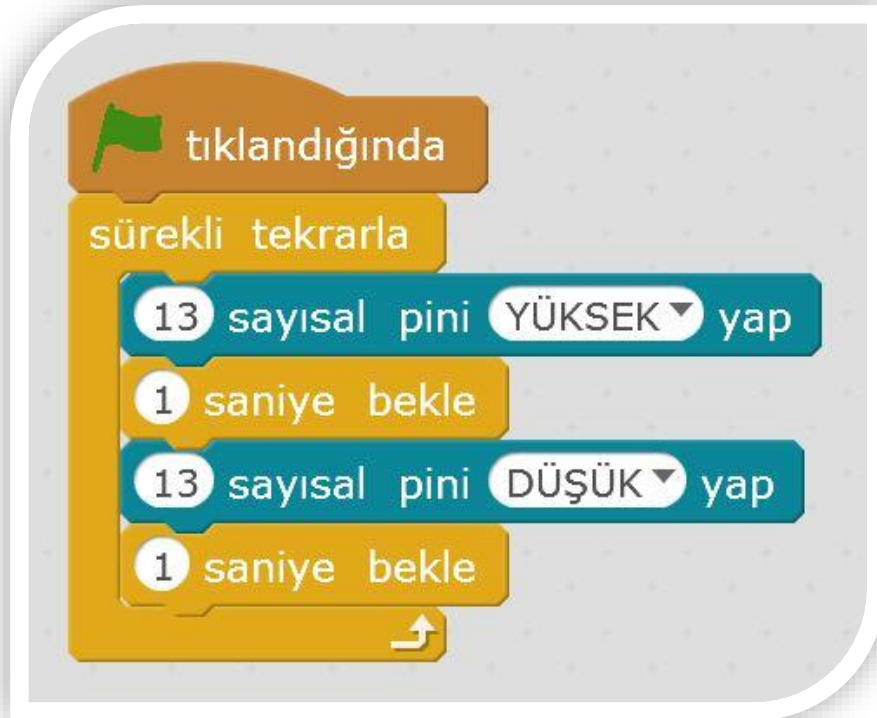 tıklandığında
sürekli tekrarla
13 sayısal pini YÜKSEK yap
1 saniye bekle
13 sayısal pini DÜŞÜK yap
1 saniye bekle